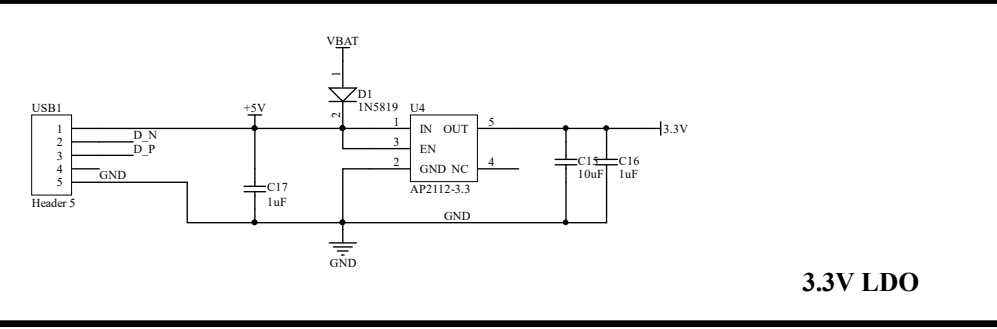 VBAT
1
D1
1N5819
2
USB1
+5V
U4
1
2
3
4
5
D_N
D_P
GND
Header 5
1
3
2
IN OUT
EN
GND NC
5
4
AP2112-3.3
3.3V
C17
1uF
C15
10uF
C16
1uF
GND
GND
3.3V LDO